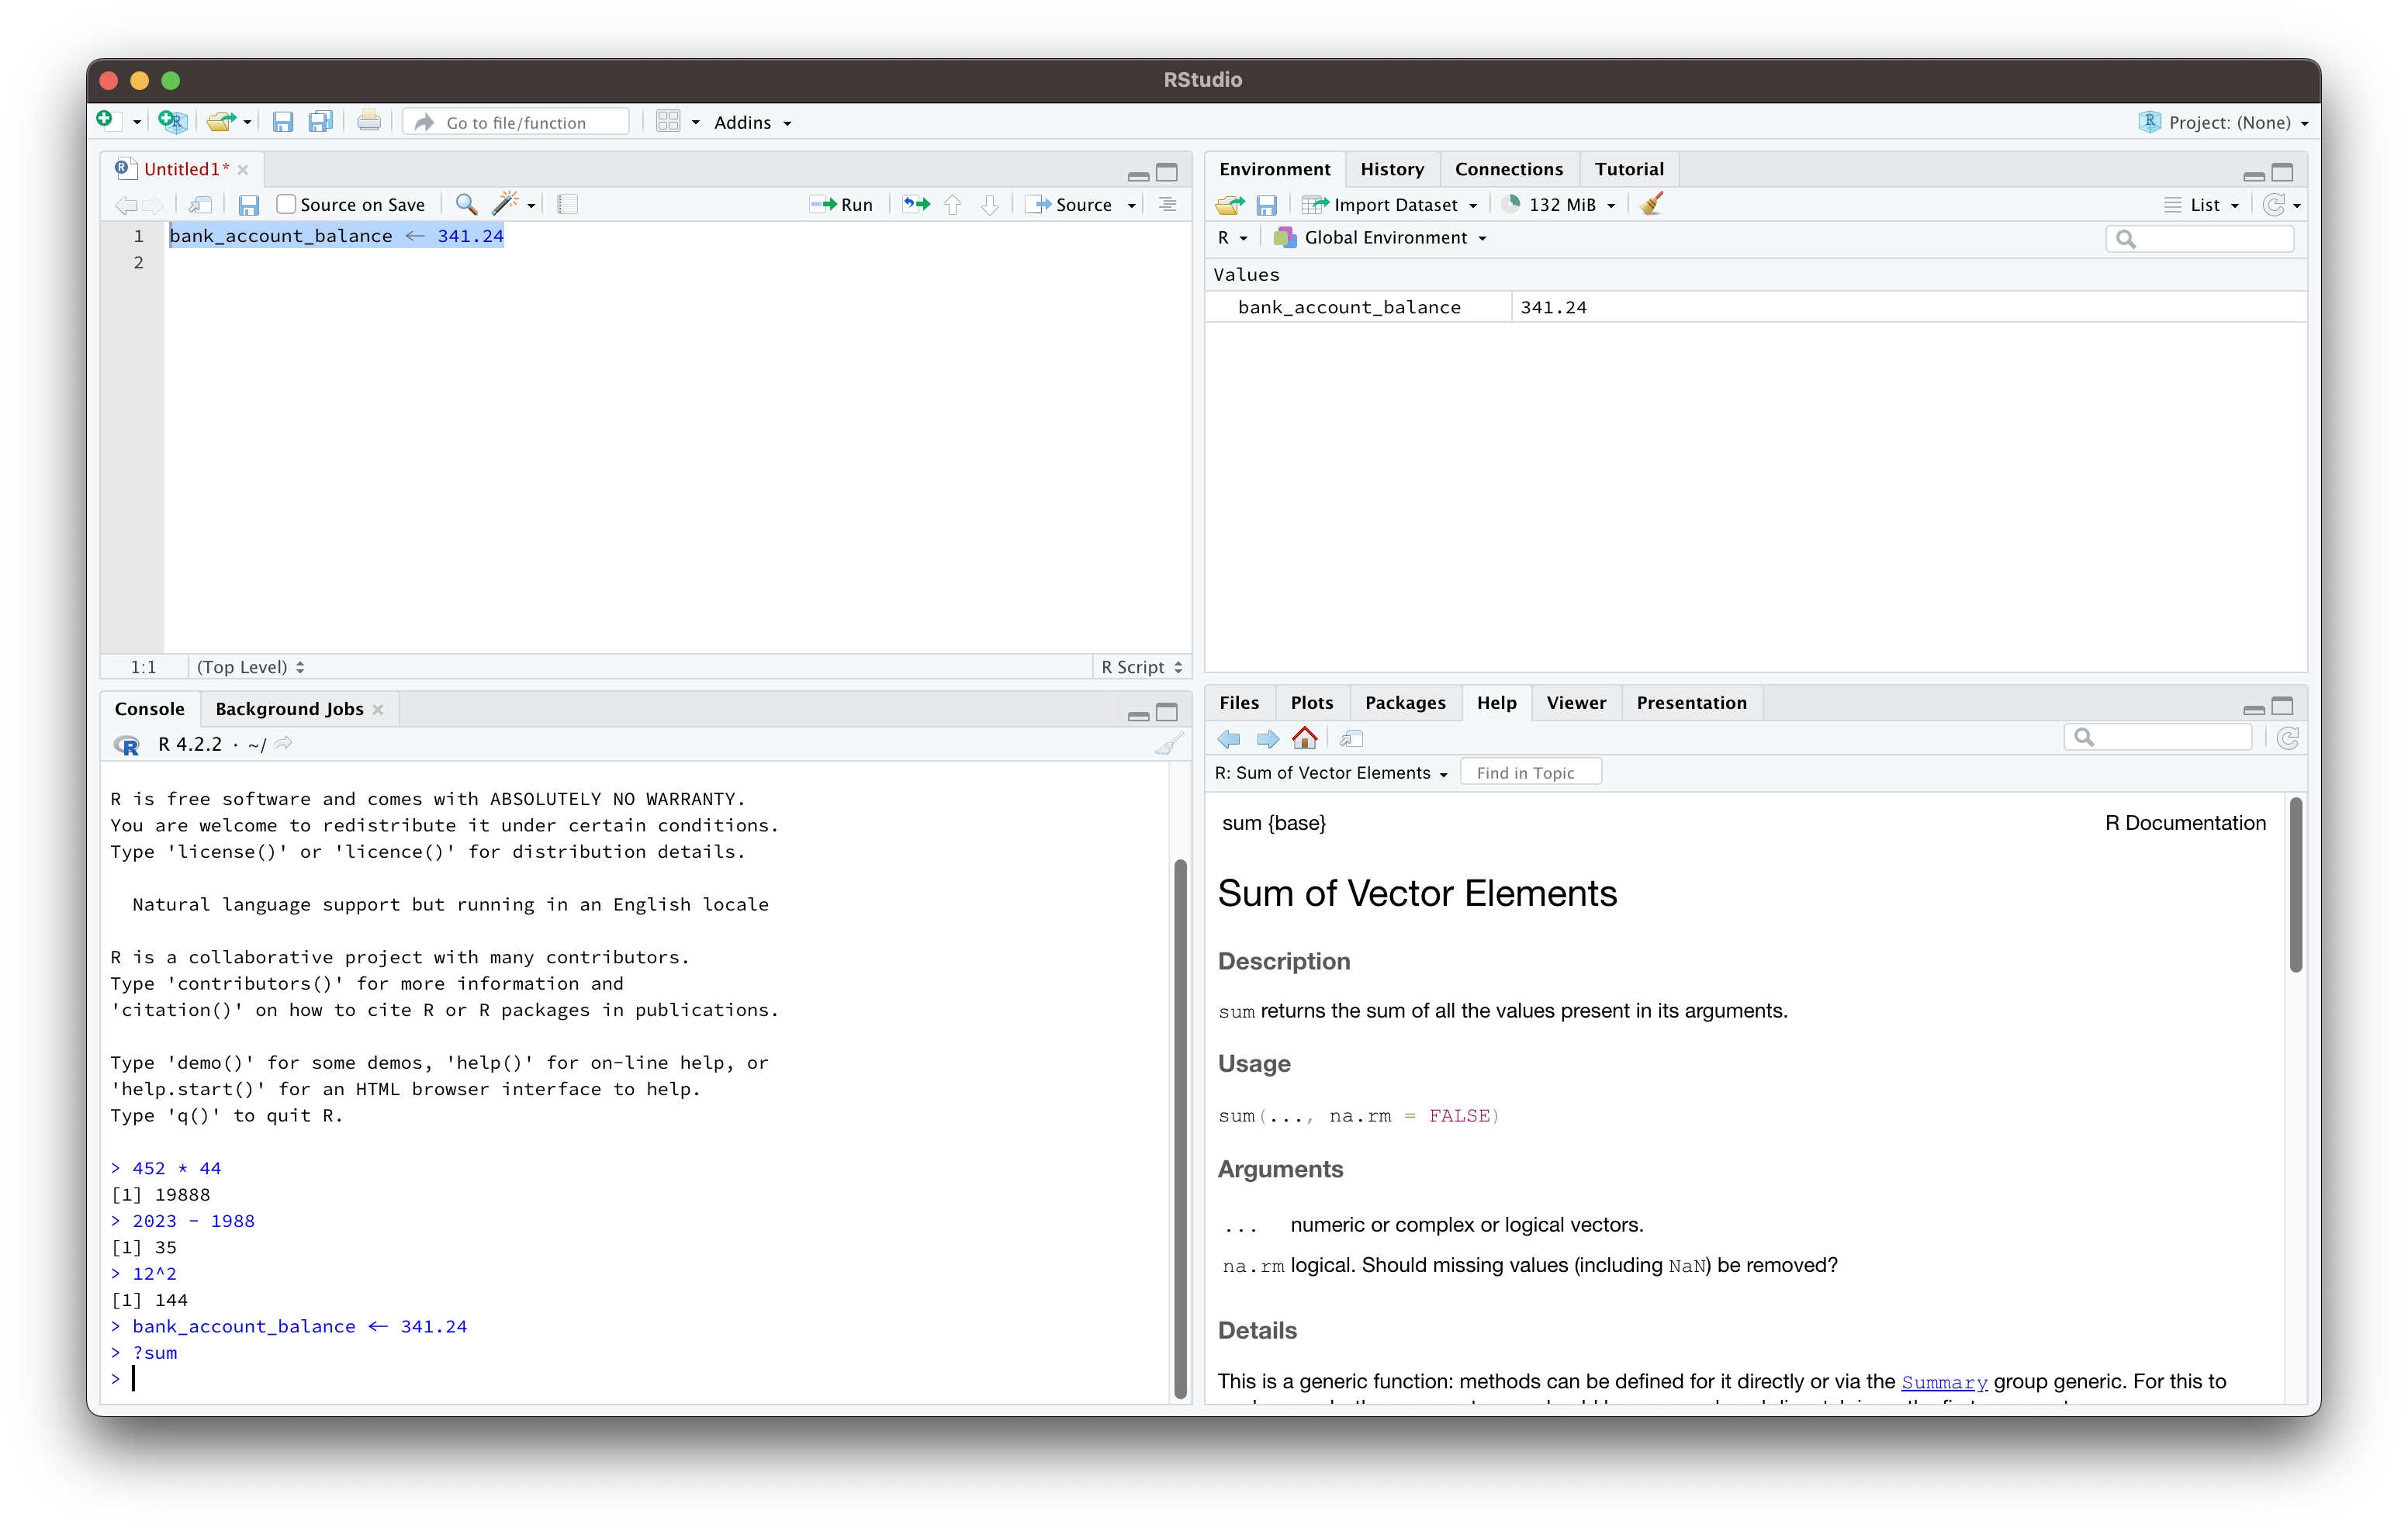 RStudio
Go to file/function
Addins
Project: (None)
Untitled1*
Source on Save
Run
Source
1 bank_account_balance ← 341.24
2
1:1 (Top Level) R Script
Environment History Connections Tutorial
Import Dataset 132 MiB List
R Global Environment
Values
bank_account_balance 341.24
Console Background Jobs
R 4.2.2 · ~/
R is free software and comes with ABSOLUTELY NO WARRANTY.
You are welcome to redistribute it under certain conditions.
Type 'license()' or 'licence()' for distribution details.
Natural language support but running in an English locale
R is a collaborative project with many contributors.
Type 'contributors()' for more information and
'citation()' on how to cite R or R packages in publications.
Type 'demo()' for some demos, 'help()' for on-line help, or
'help.start()' for an HTML browser interface to help.
Type 'q()' to quit R.
> 452 * 44
[1] 19888
> 2023 - 1988
[1] 35
> 12^2
[1] 144
> bank_account_balance ← 341.24
> ?sum
>
Files Plots Packages Help Viewer Presentation
R: Sum of Vector Elements Find in Topic
sum {base} R Documentation
Sum of Vector Elements
Description
sum returns the sum of all the values present in its arguments.
Usage
sum(..., na.rm = FALSE)
Arguments
... numeric or complex or logical vectors.
na.rm logical. Should missing values (including NaN) be removed?
Details
This is a generic function: methods can be defined for it directly or via the Summary group generic. For this to